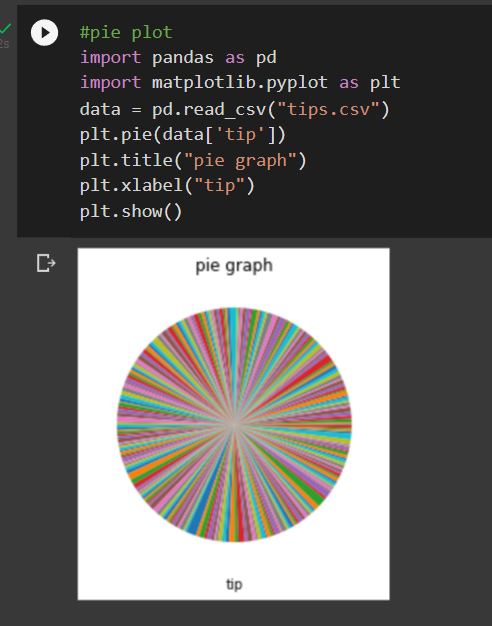 2s
#pie plot
import pandas as pd
import matplotlib.pyplot as plt
data = pd.read_csv("tips.csv")
plt.pie(data['tip'])
plt.title("pie graph")
plt.xlabel("tip")
plt.show()
pie graph
tip